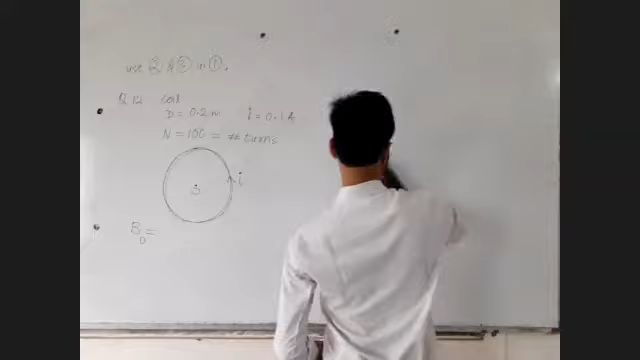 use ② & ③ in ①.
Q 12 coil
D = 0.2 m i = 0.1 A
N = 100 = # turns
i
O
B₀ =